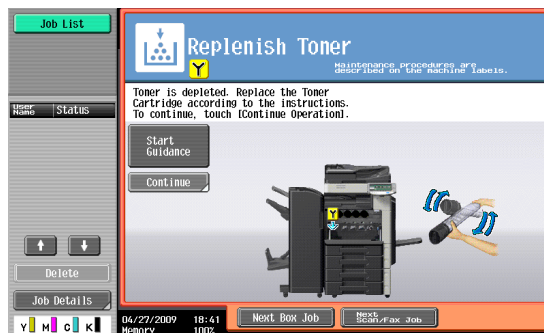 Job List
Replenish Toner
Y
Maintenance procedures are
described on the machine labels.
Toner is depleted. Replace the Toner
Cartridge according to the instructions.
To continue, touch [Continue Operation].
User
Name
Status
Start
Guidance
Continue
Y
Delete
Job Details
Y M C K
04/27/2009 18:41
Memory 100%
Next Box Job
Next
Scan/Fax Job